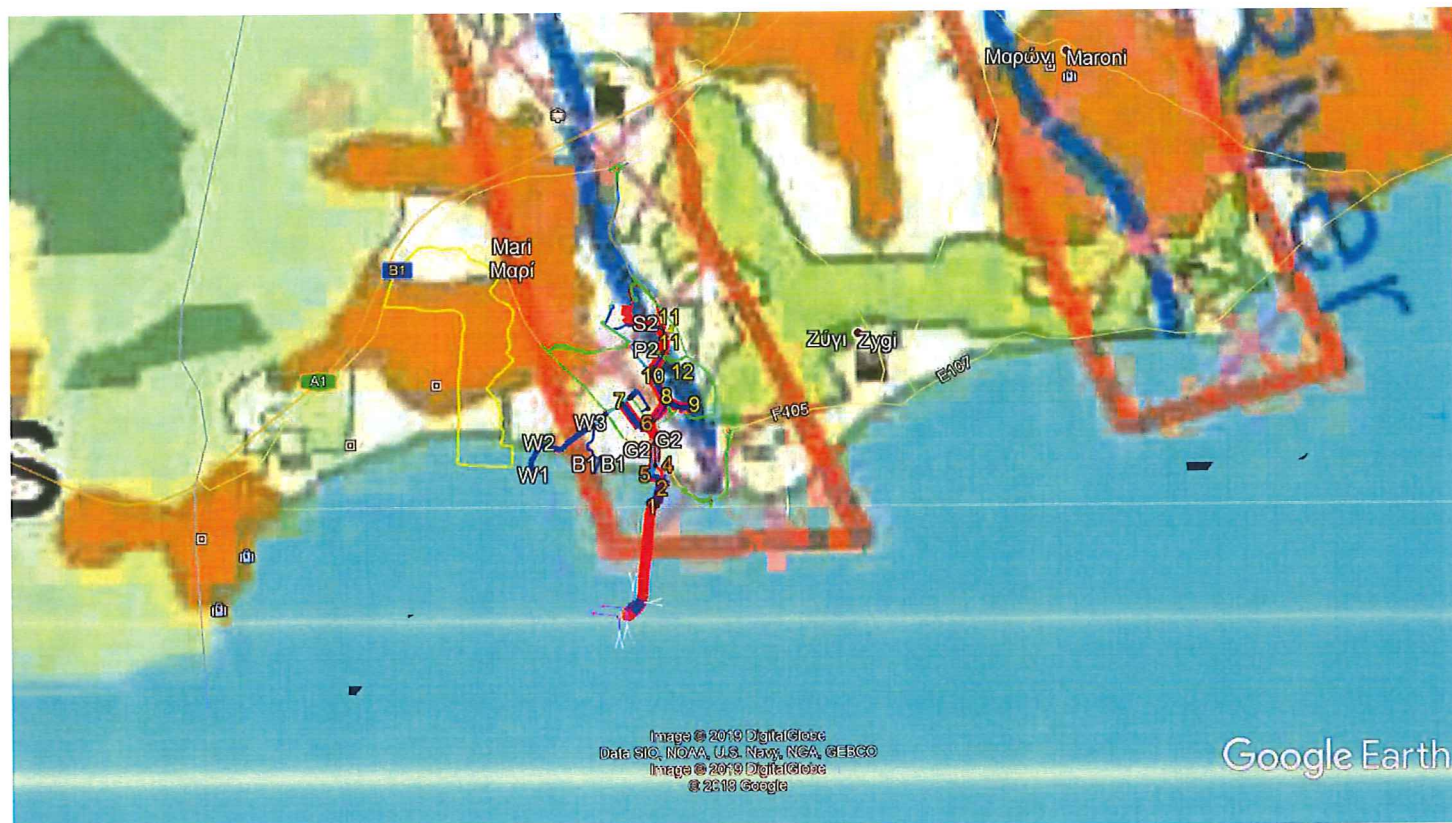 Μαρώνι Maroni
Mari
Μαρί
B1
S2 11
11
P2
Ζύγι Zygi
12
10
A1
E107
8
7
9
F405
6
W3
G2
W2
G2
B1 B1
W1
4
5
2
1
Image © 2019 DigitalGlobe
Data SIO, NOAA, U.S. Navy, NGA, GEBCO
Image © 2019 DigitalGlobe
© 2018 Google
Google Earth